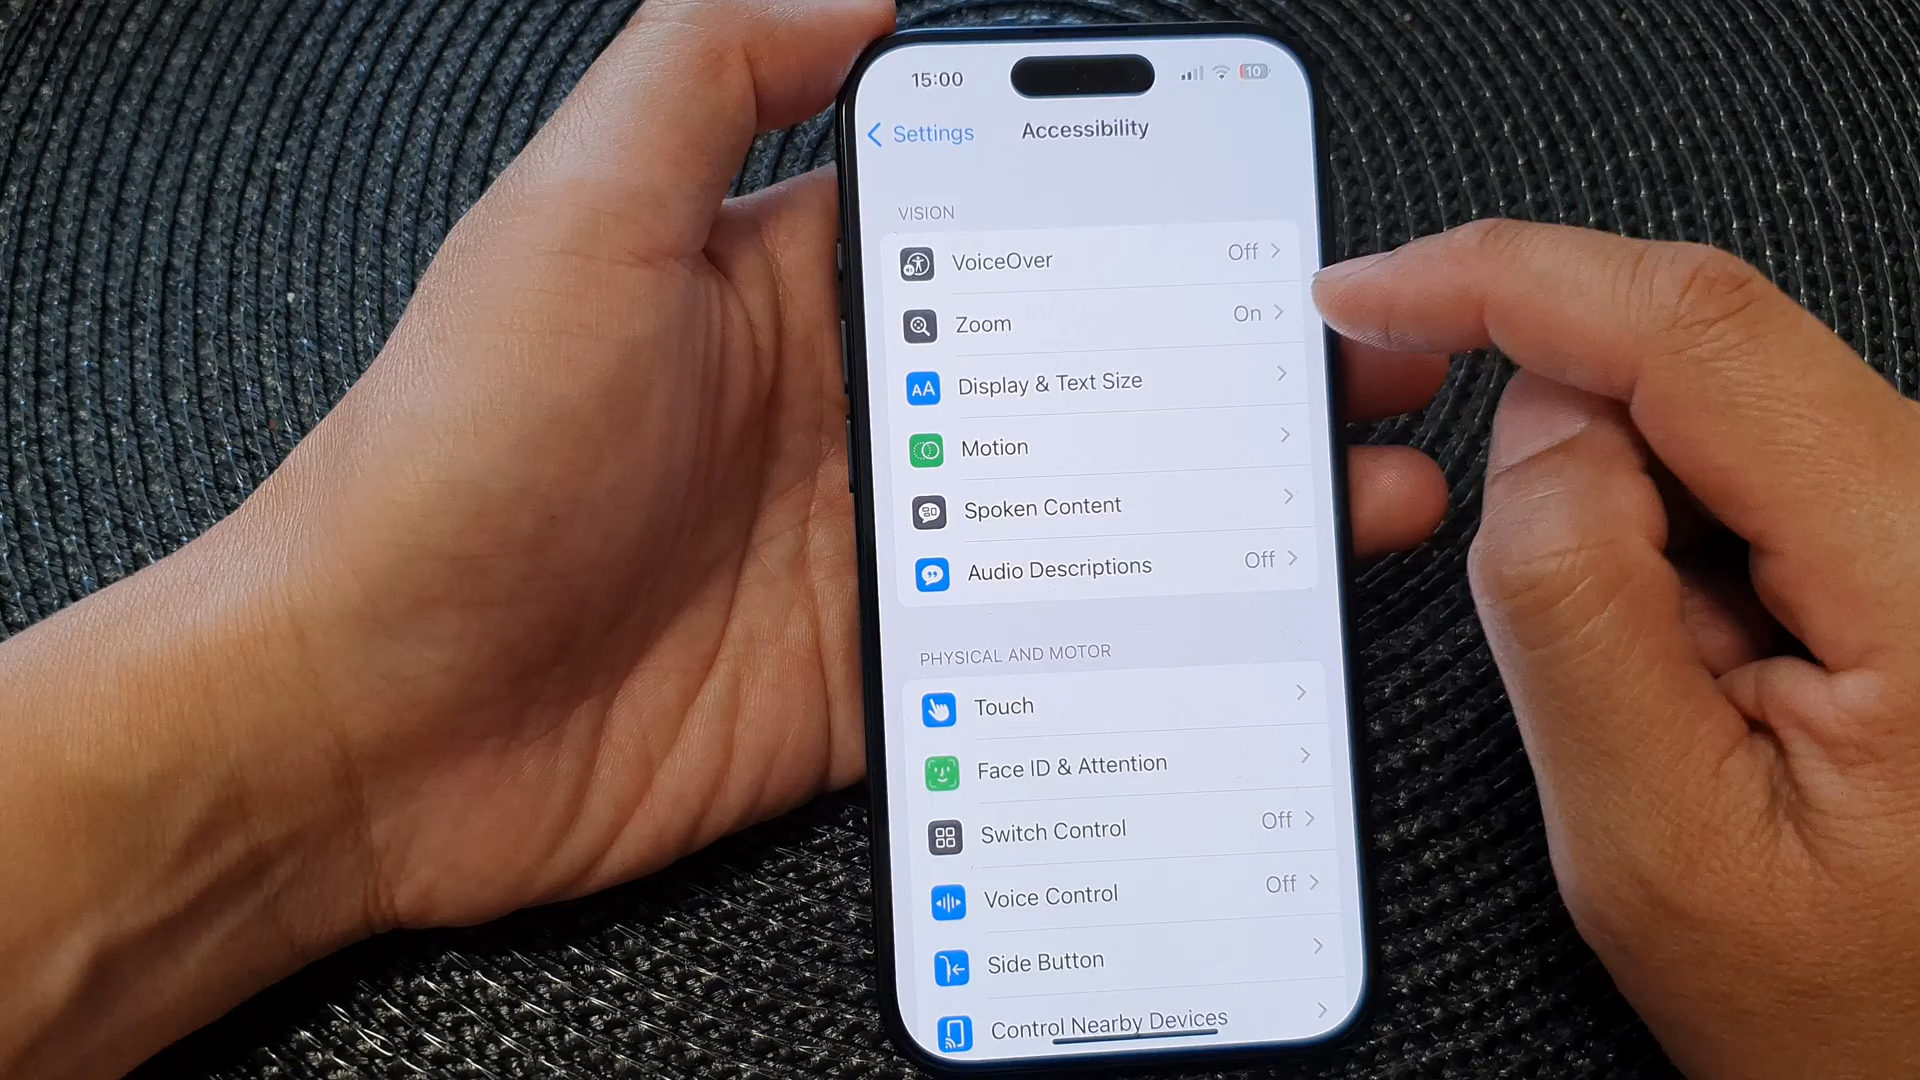 15:00
10
Settings
Accessibility
VISION
VoiceOver Off
Zoom On
AA Display & Text Size
Motion
Spoken Content
Audio Descriptions Off
PHYSICAL AND MOTOR
Touch
Face ID & Attention
Switch Control Off
Voice Control Off
Side Button
Control Nearby Devices